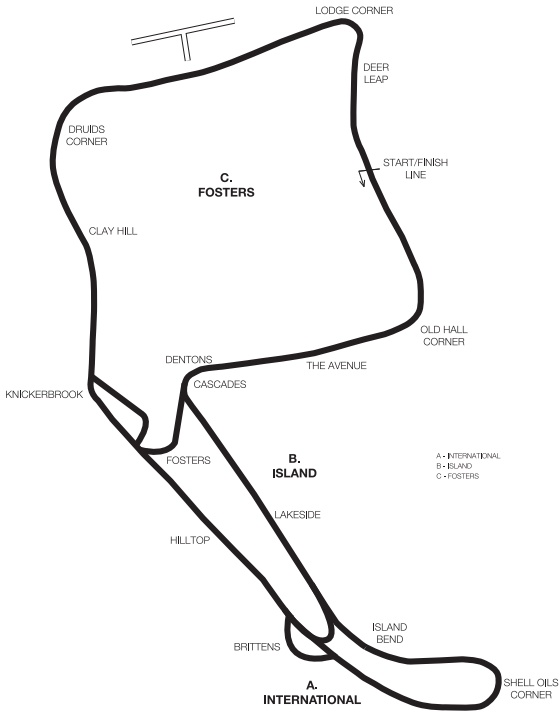 LODGE CORNER
DEER
LEAP
DRUIDS
CORNER
START/FINISH
LINE
C.
FOSTERS
CLAY HILL
OLD HALL
CORNER
DENTONS
THE AVENUE
CASCADES
KNICKERBROOK
FOSTERS
B.
ISLAND
A - INTERNATIONAL
B - ISLAND
C - FOSTERS
LAKESIDE
HILLTOP
ISLAND
BEND
BRITTENS
SHELL OILS
CORNER
A.
INTERNATIONAL